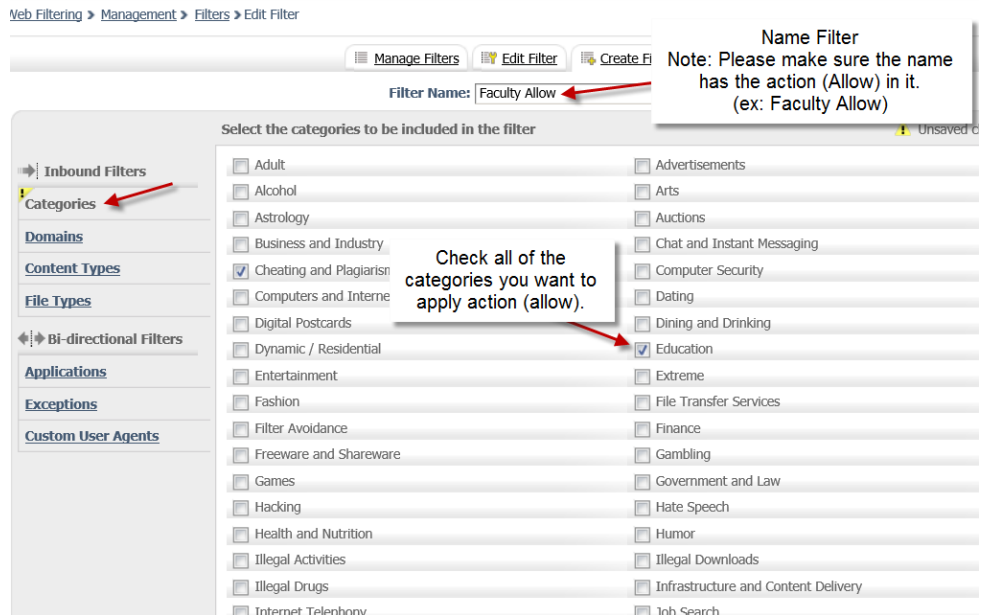 Web Filtering > Management > Filters > Edit Filter
Manage Filters Edit Filter Create Fi
Name Filter
Note: Please make sure the name
has the action (Allow) in it.
(ex: Faculty Allow)
Filter Name: Faculty Allow
Select the categories to be included in the filter
Unsaved c
Inbound Filters
Categories
Domains
Content Types
File Types
Bi-directional Filters
Applications
Exceptions
Custom User Agents
Adult Advertisements
Alcohol Arts
Astrology Auctions
Business and Industry Chat and Instant Messaging
Cheating and Plagiarism Computer Security
Computers and Interne Dating
Digital Postcards Dining and Drinking
Dynamic / Residential Education
Entertainment Extreme
Fashion File Transfer Services
Filter Avoidance Finance
Freeware and Shareware Gambling
Games Government and Law
Hacking Hate Speech
Health and Nutrition Humor
Illegal Activities Illegal Downloads
Illegal Drugs Infrastructure and Content Delivery
Internet Telephony Job Search
Check all of the
categories you want to
apply action (allow).